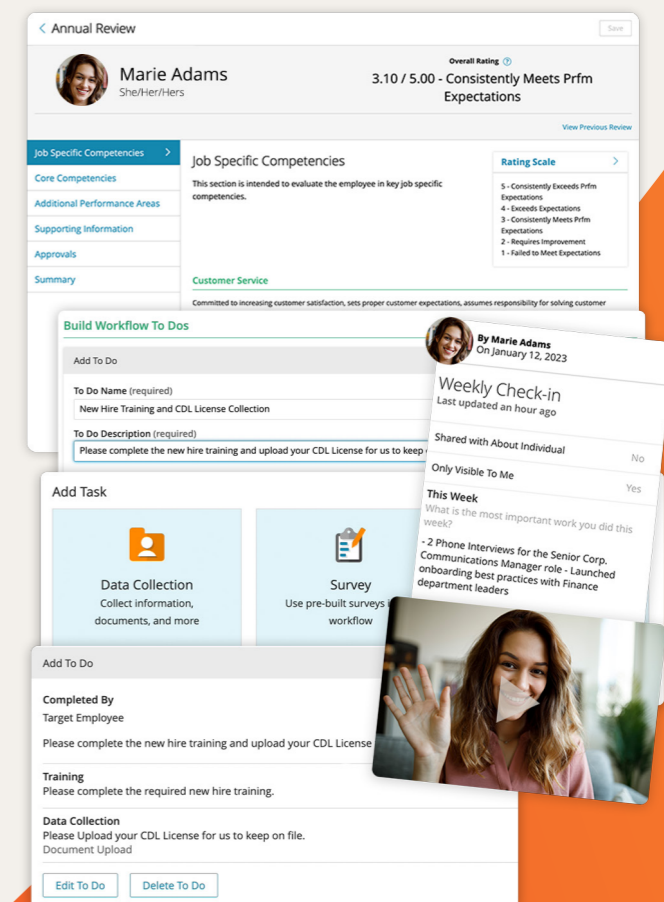 Annual Review
Save
Marie Adams
She/Her/Hers
Overall Rating
3.10 / 5.00 - Consistently Meets Prfm
Expectations
View Previous Review
Job Specific Competencies
Core Competencies
Additional Performance Areas
Supporting Information
Approvals
Summary
Job Specific Competencies
This section is intended to evaluate the employee in key job specific
competencies.
Rating Scale
5 - Consistently Exceeds Prfm
Expectations
4 - Exceeds Expectations
3 - Consistently Meets Prfm
Expectations
2 - Requires Improvement
1 - Failed to Meet Expectations
Customer Service
Committed to increasing customer satisfaction, sets proper customer expectations, assumes responsibility for solving customer
Build Workflow To Dos
Add To Do
To Do Name (required)
New Hire Training and CDL License Collection
To Do Description (required)
Please complete the new hire training and upload your CDL License for us to keep
By Marie Adams
On January 12, 2023
Weekly Check-in
Last updated an hour ago
Shared with About Individual
No
Only Visible To Me
Yes
This Week
What is the most important work you did this
week?
- 2 Phone Interviews for the Senior Corp.
Communications Manager role - Launched
onboarding best practices with Finance
department leaders
Add Task
Data Collection
Collect information,
documents, and more
Survey
Use pre-built surveys
workflow
Add To Do
Completed By
Target Employee
Please complete the new hire training and upload your CDL License
Training
Please complete the required new hire training.
Data Collection
Please Upload your CDL License for us to keep on file.
Document Upload
Edit To Do
Delete To Do